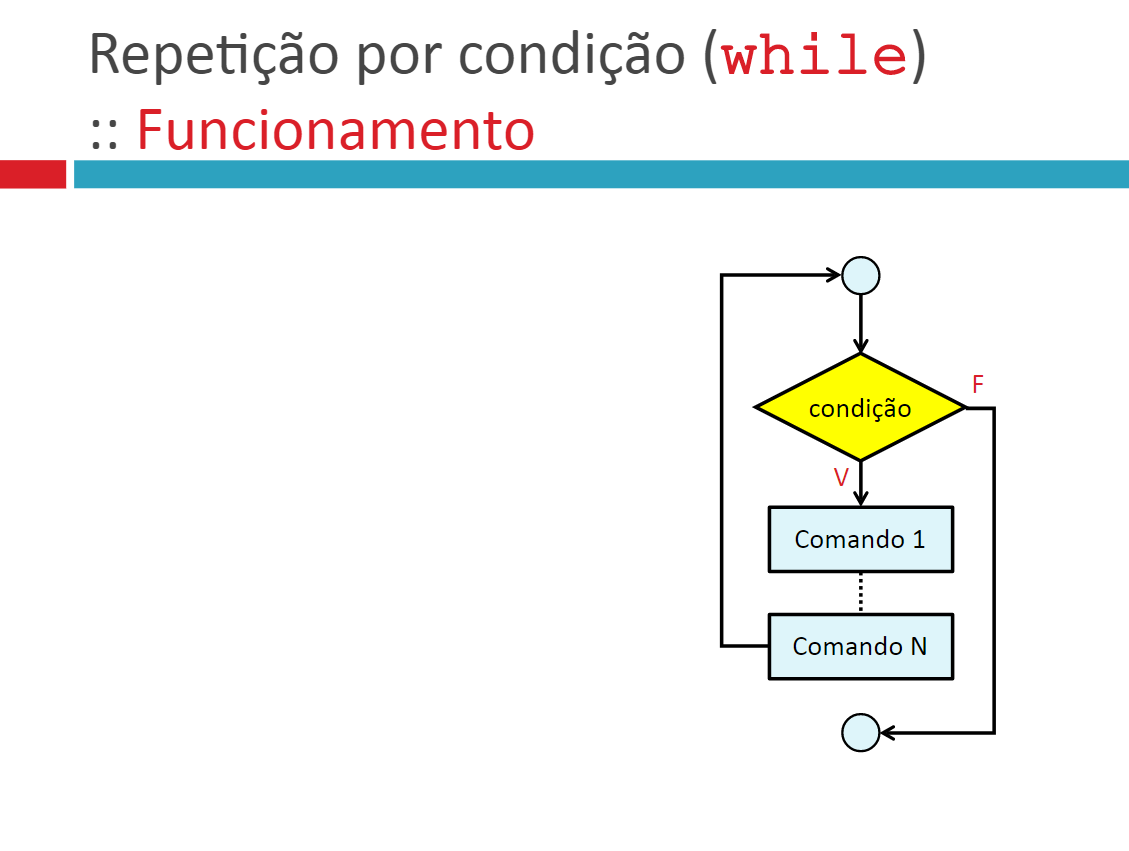 Repetição por condição (while)
:: Funcionamento
condição
F
V
Comando 1
Comando N